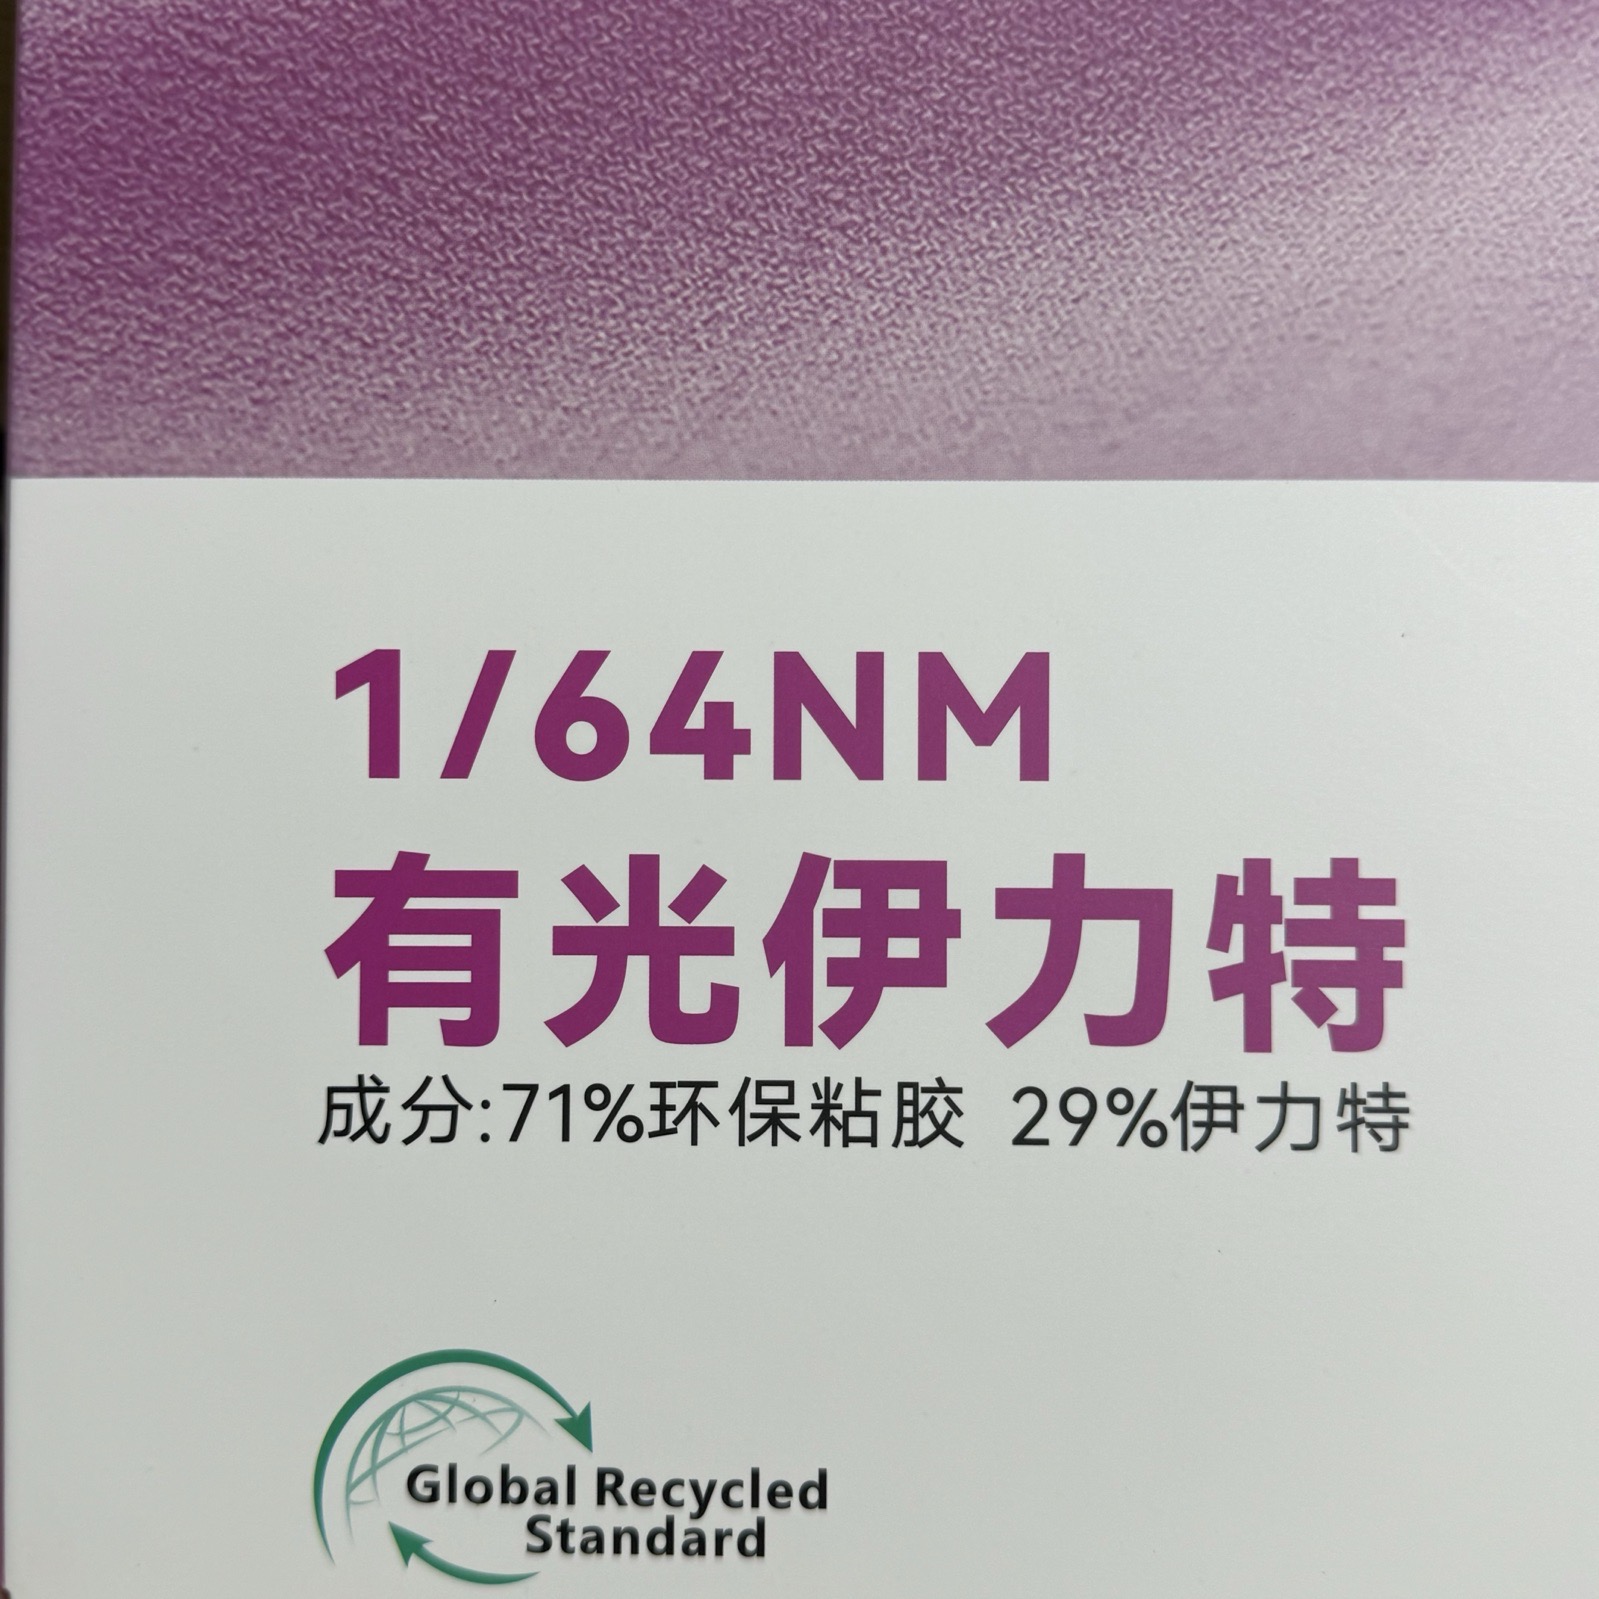 1/64NM
有光伊力特
成分:71%环保粘胶 29%伊力特
Global Recycled
Standard